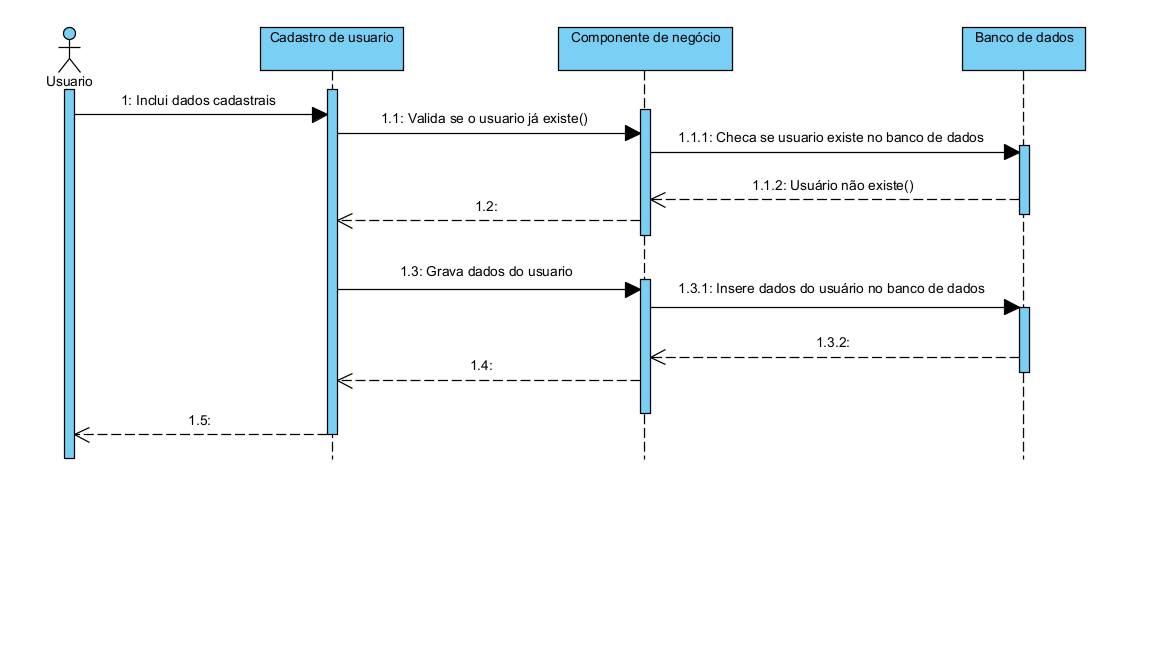 Cadastro de usuario
Componente de negócio
Banco de dados
Usuario
1: Inclui dados cadastrais
1.1: Valida se o usuario já existe()
1.1.1: Checa se usuario existe no banco de dados
1.1.2: Usuário não existe()
1.2:
1.3: Grava dados do usuario
1.3.1: Insere dados do usuário no banco de dados
1.3.2:
1.4:
1.5: